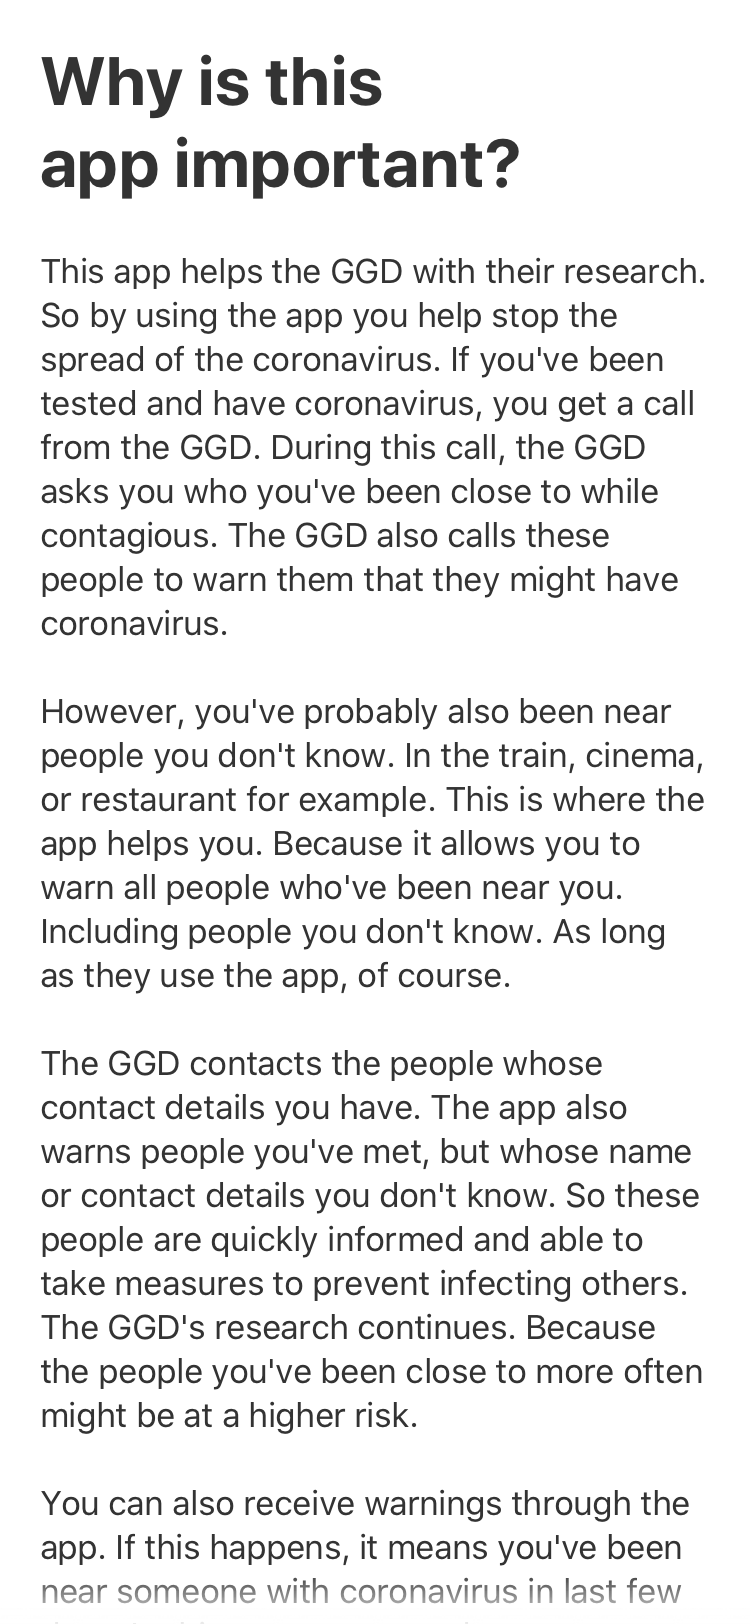 Why is this
app important?
This app helps the GGD with their research.
So by using the app you help stop the
spread of the coronavirus. If you've been
tested and have coronavirus, you get a call
from the GGD. During this call, the GGD
asks you who you've been close to while
contagious. The GGD also calls these
people to warn them that they might have
coronavirus.
However, you've probably also been near
people you don't know. In the train, cinema,
or restaurant for example. This is where the
app helps you. Because it allows you to
warn all people who've been near you.
Including people you don't know. As long
as they use the app, of course.
The GGD contacts the people whose
contact details you have. The app also
warns people you've met, but whose name
or contact details you don't know. So these
people are quickly informed and able to
take measures to prevent infecting others.
The GGD's research continues. Because
the people you've been close to more often
might be at a higher risk.
You can also receive warnings through the
app. If this happens, it means you've been
near someone with coronavirus in last few